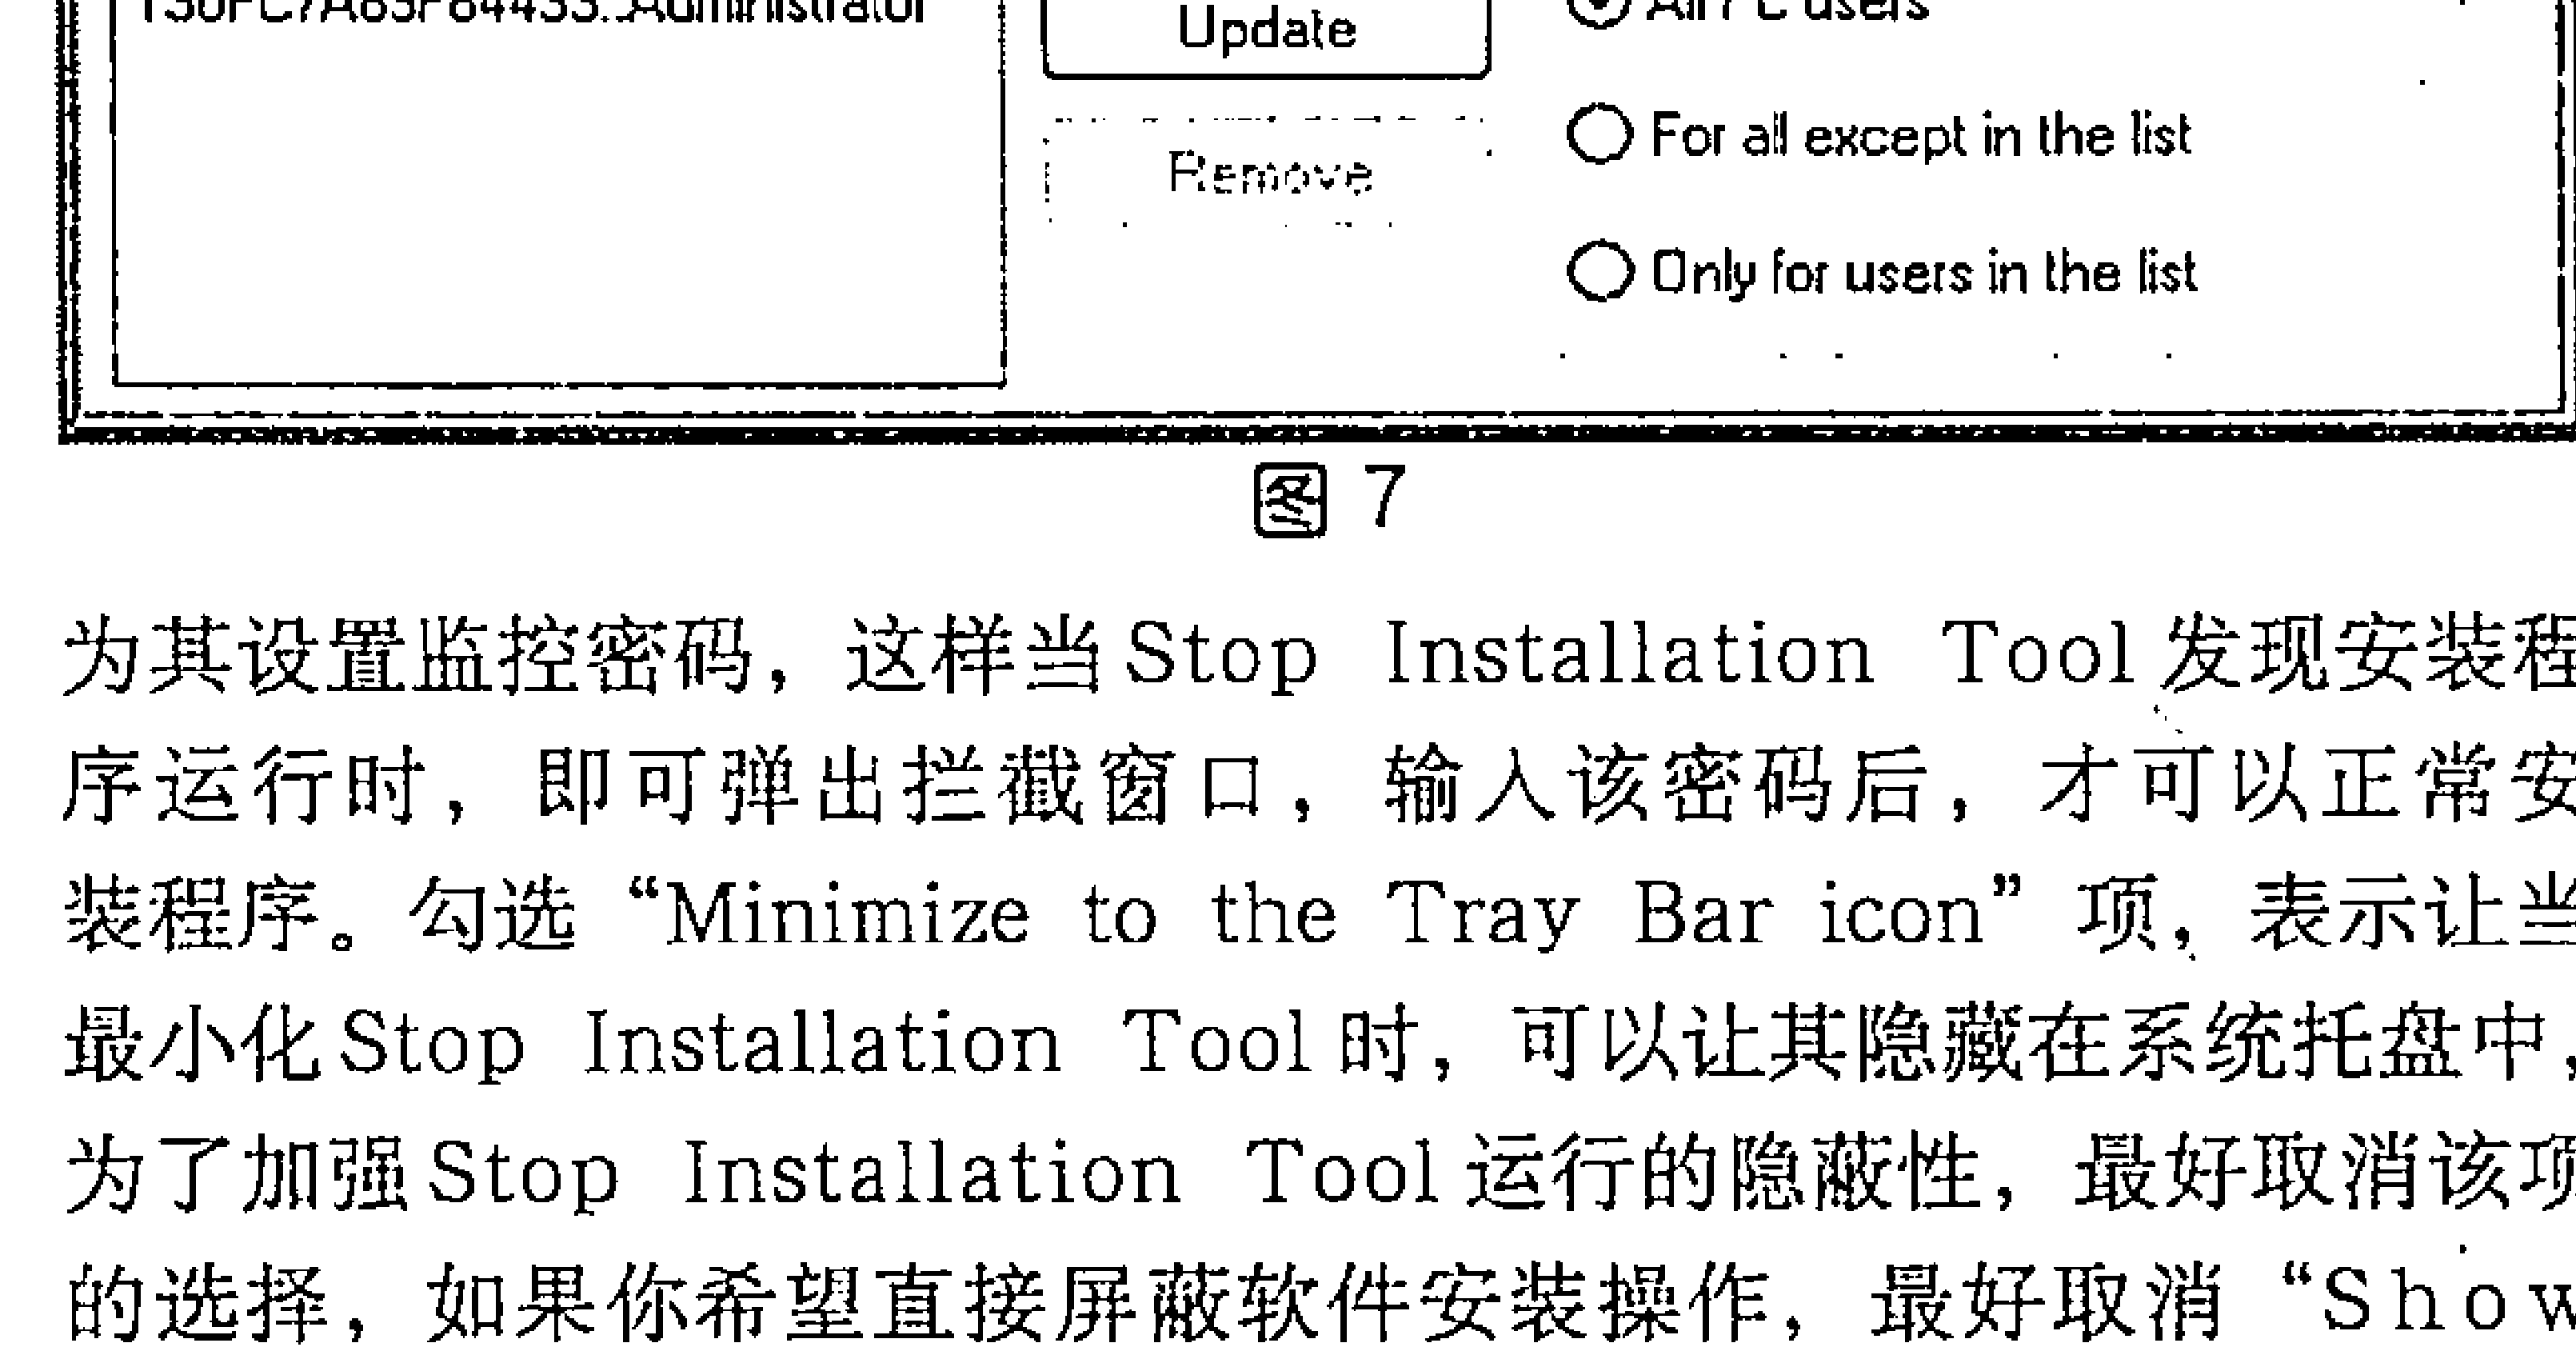 Update
Remove
All PC users
For all except in the list
Only for users in the list
图 7
为其设置监控密码，这样当Stop Installation Tool发现安装程
序运行时，即可弹出拦截窗口，输入该密码后，才可以正常安
装程序。勾选“Minimize to the Tray Bar icon”项，表示让当
最小化Stop Installation Tool时，可以让其隐藏在系统托盘中，
为了加强Stop Installation Tool运行的隐蔽性，最好取消该项
的选择，如果你希望直接屏蔽软件安装操作，最好取消“Show